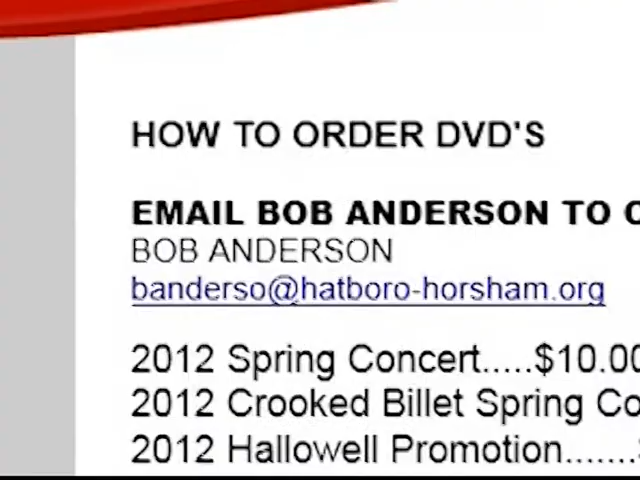 HOW TO ORDER DVD'S
EMAIL BOB ANDERSON TO
BOB ANDERSON
banderso@hatboro-horsham.org
2012 Spring Concert.....$10.00
2012 Crooked Billet Spring
2012 Hallowell Promotion.......